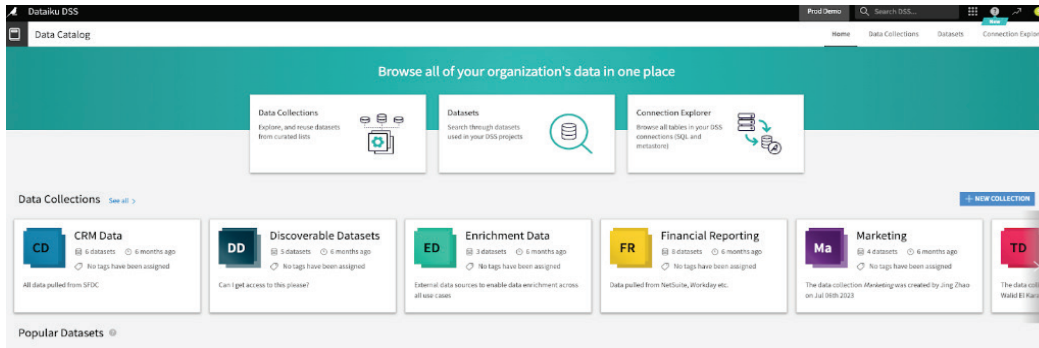 Dataiku DSS
Prod Demo
Search DSS...
New
Data Catalog
Home
Data Collections
Datasets
Connection Explor
Browse all of your organization's data in one place
Data Collections
Explore, and reuse datasets
from curated lists
Datasets
Search through datasets
used in your DSS projects
Connection Explorer
Browse all tables in your DSS
connections (SQL and
metastore)
Data Collections See all >
+ NEW COLLECTION
CD
CRM Data
6 datasets 6 months ago
No tags have been assigned
All data pulled from SFDC
DD
Discoverable Datasets
5 datasets 6 months ago
No tags have been assigned
Can I get access to this please?
ED
Enrichment Data
3 datasets 6 months ago
No tags have been assigned
External data sources to enable data enrichment across
all use cases
FR
Financial Reporting
8 datasets 6 months ago
No tags have been assigned
Data pulled from NetSuite, Workday etc.
Ma
Marketing
4 datasets 6 months ago
No tags have been assigned
The data collection Marketing was created by Jing Zhao
on Jul 06th 2023
TD
The data coll
Walid El Kara
Popular Datasets